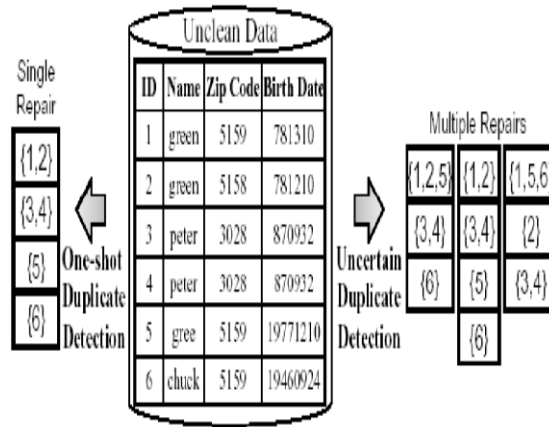 Unclean Data
Single
Repair
{1,2}
{3,4}
{5}
{6}
One-shot
Duplicate
Detection
ID Name Zip Code Birth Date
1 green 5159 781310
2 green 5158 781210
3 peter 3028 870932
4 peter 3028 870932
5 gree 5159 19771210
6 chuck 5159 19460924
Uncertain
Duplicate
Detection
Multiple Repairs
{1,2,5} {1,2} {1,5,6}
{3,4} {3,4} {2}
{6} {5} {3,4}
{6}